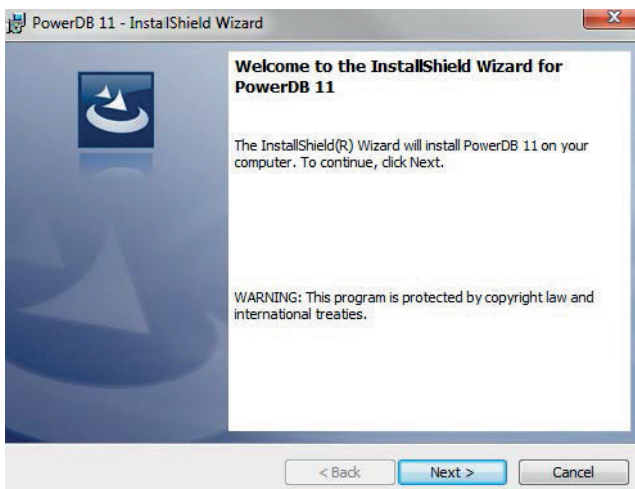 PowerDB 11 - InstallShield Wizard
Welcome to the InstallShield Wizard for
PowerDB 11
The InstallShield(R) Wizard will install PowerDB 11 on your
computer. To continue, click Next.
WARNING: This program is protected by copyright law and
international treaties.
< Back Next > Cancel